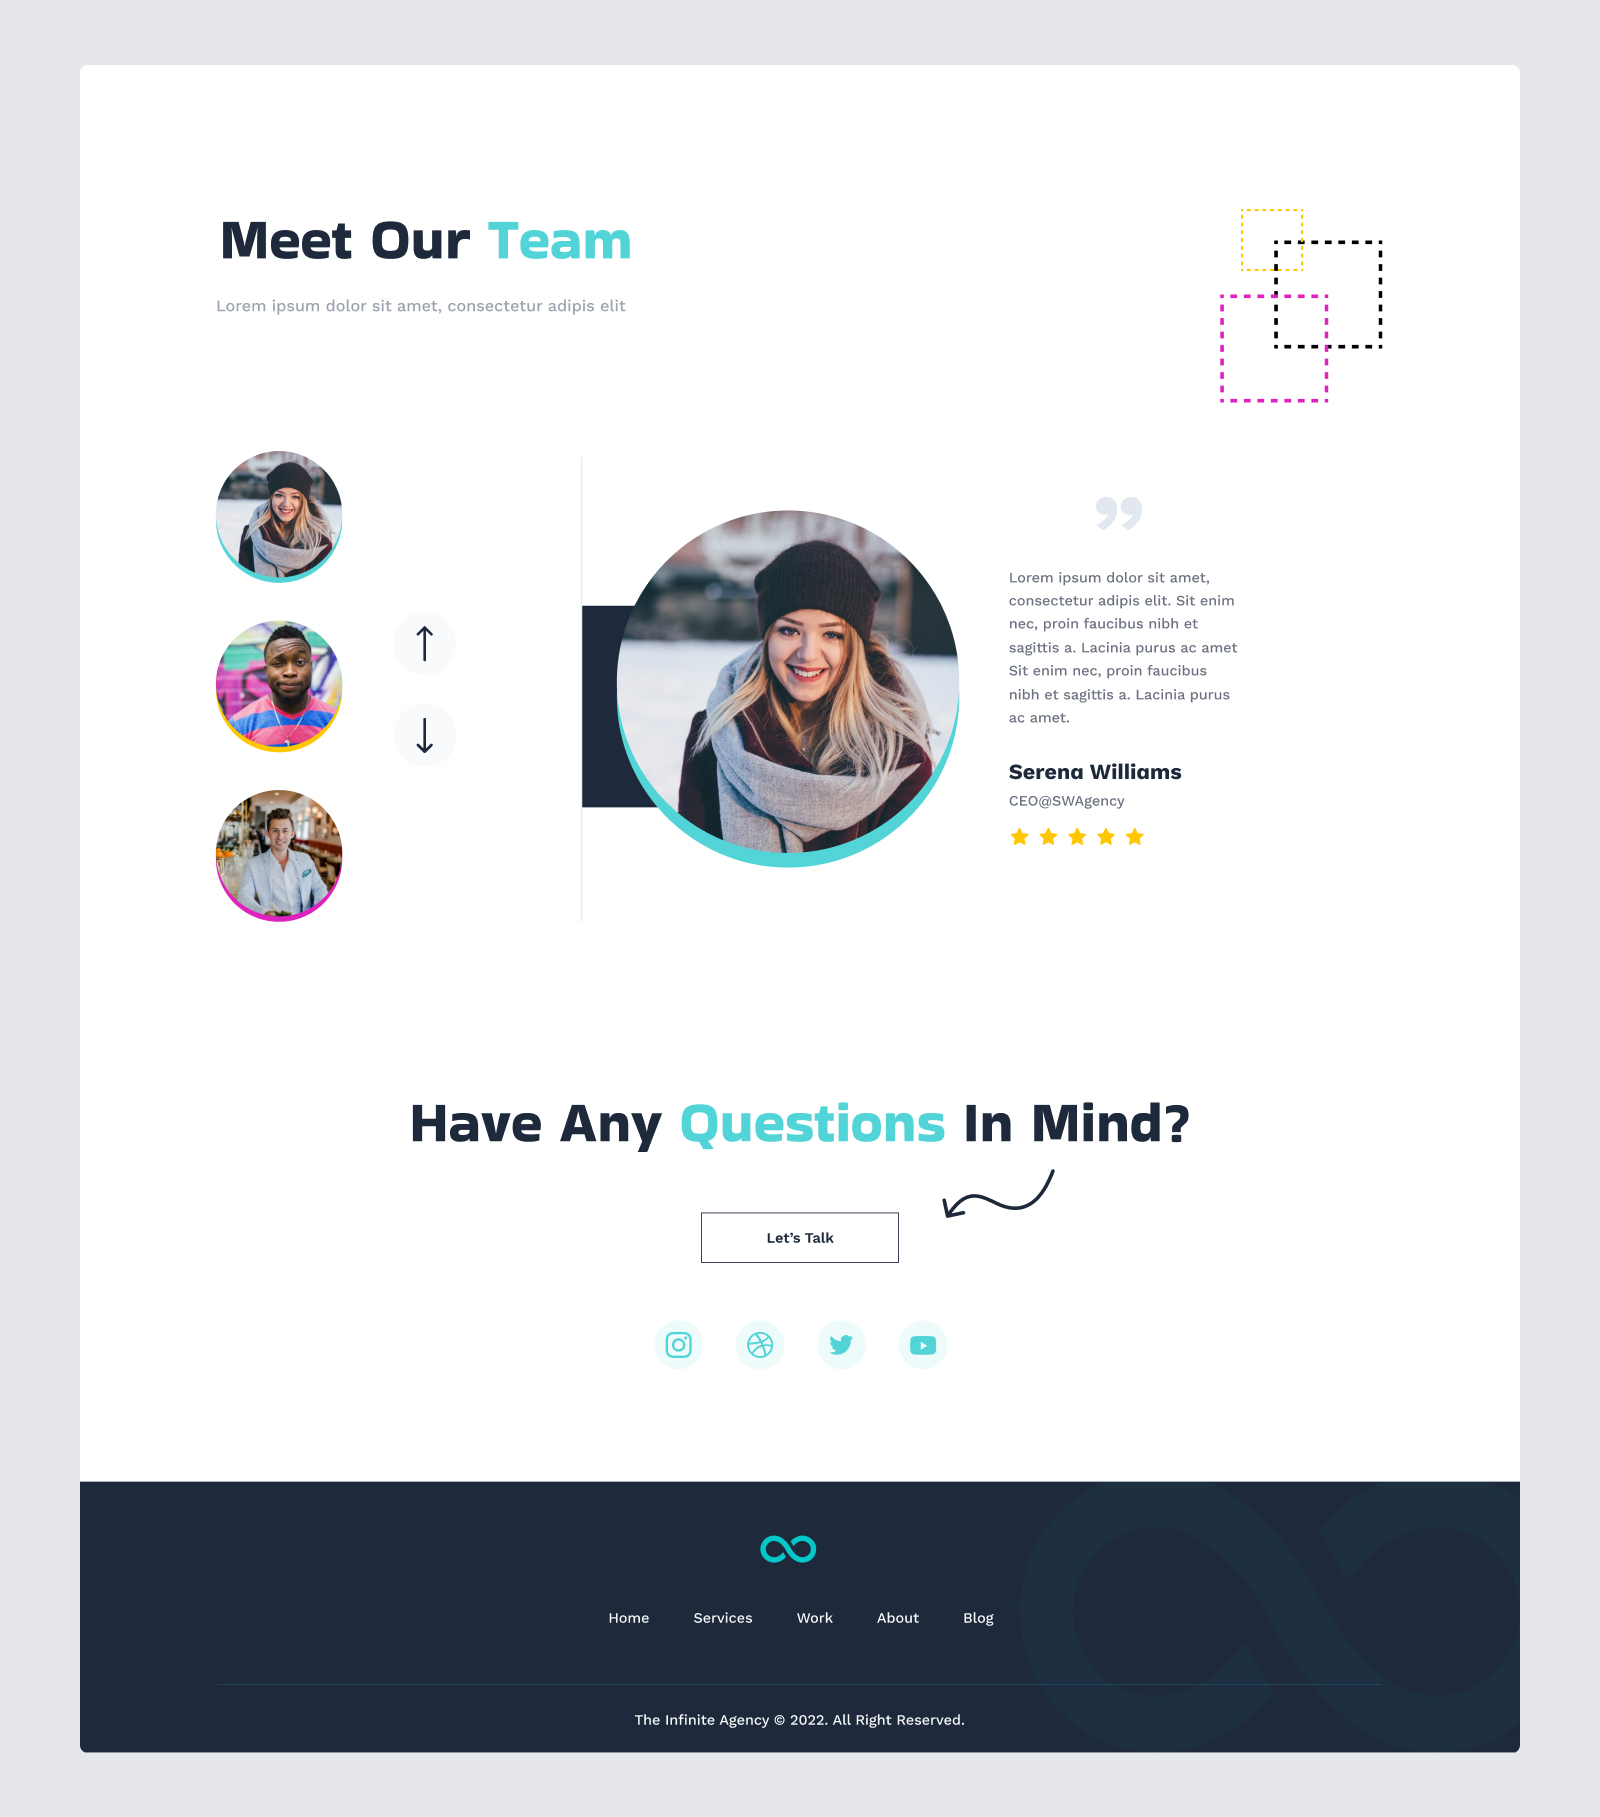 Meet Our Team
Lorem ipsum dolor sit amet, consectetur adipis elit
Lorem ipsum dolor sit amet,
consectetur adipis elit. Sit enim
nec, proin faucibus nibh et
sagittis a. Lacinia purus ac amet
Sit enim nec, proin faucibus
nibh et sagittis a. Lacinia purus
ac amet.
Serena Williams
CEO@SWAgency
Have Any Questions In Mind?
Let's Talk
Home Services Work About Blog
The Infinite Agency © 2022. All Right Reserved.